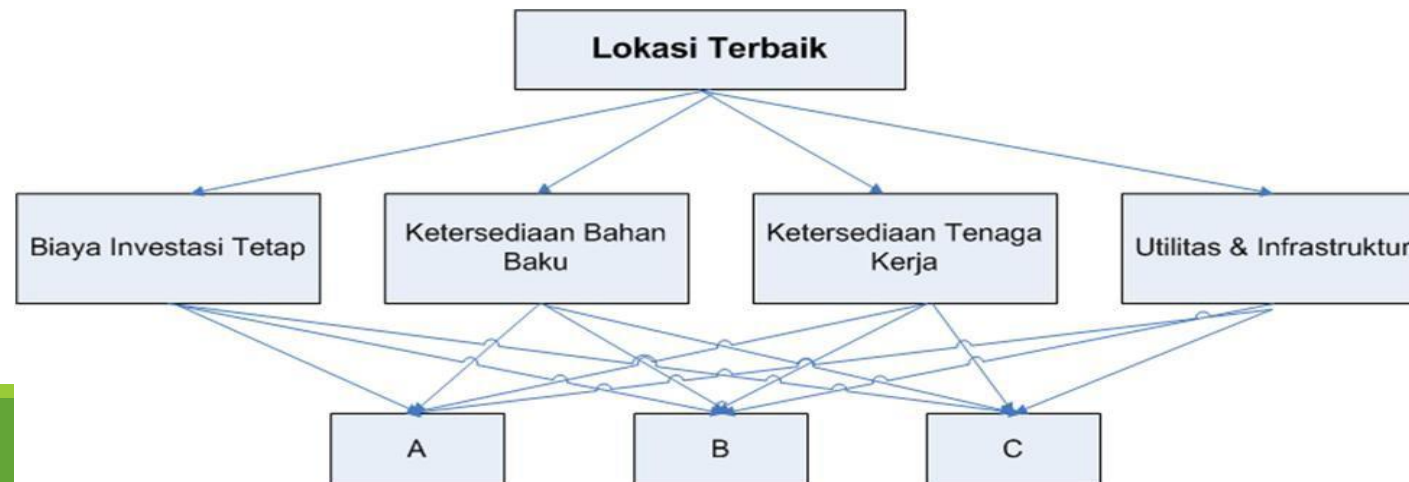 Lokasi Terbaik
Biaya Investasi Tetap
Ketersediaan Bahan
Baku
Ketersediaan Tenaga
Kerja
Utilitas & Infrastruktur
A
B
C